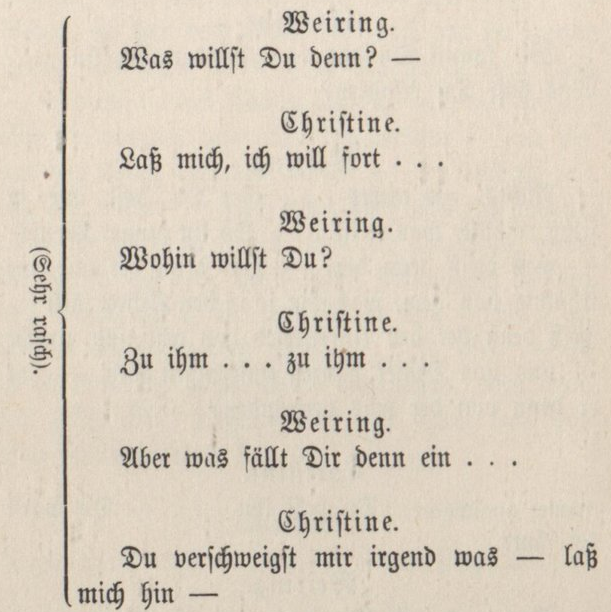 Weiring.
Was willst Du denn? —
Christine.
Laß mich, ich will fort . . .
Weiring.
Wohin willst Du?
Christine.
Zu ihm . . . zu ihm . . .
Weiring.
Aber was fällt Dir denn ein . . .
Christine.
Du verschweigst mir irgend was — laß
mich hin —
(Sehr rasch).